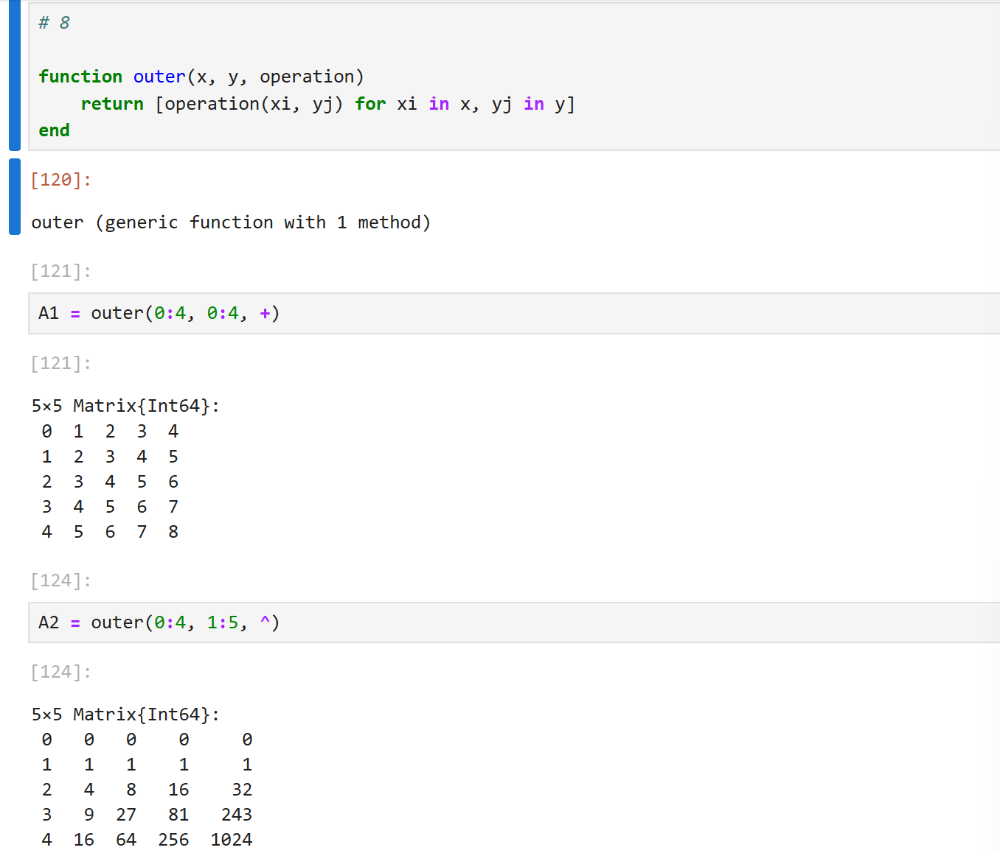 # 8
function outer(x, y, operation)
    return [operation(xi, yj) for xi in x, yj in y]
end
[120]:
outer (generic function with 1 method)
[121]:
A1 = outer(0:4, 0:4, +)
[121]:
5×5 Matrix{Int64}:
 0  1  2  3  4
 1  2  3  4  5
 2  3  4  5  6
 3  4  5  6  7
 4  5  6  7  8
[124]:
A2 = outer(0:4, 1:5, ^)
[124]:
5×5 Matrix{Int64}:
 0   0   0    0     0
 1   1   1    1     1
 2   4   8   16    32
 3   9  27   81   243
 4  16  64  256  1024